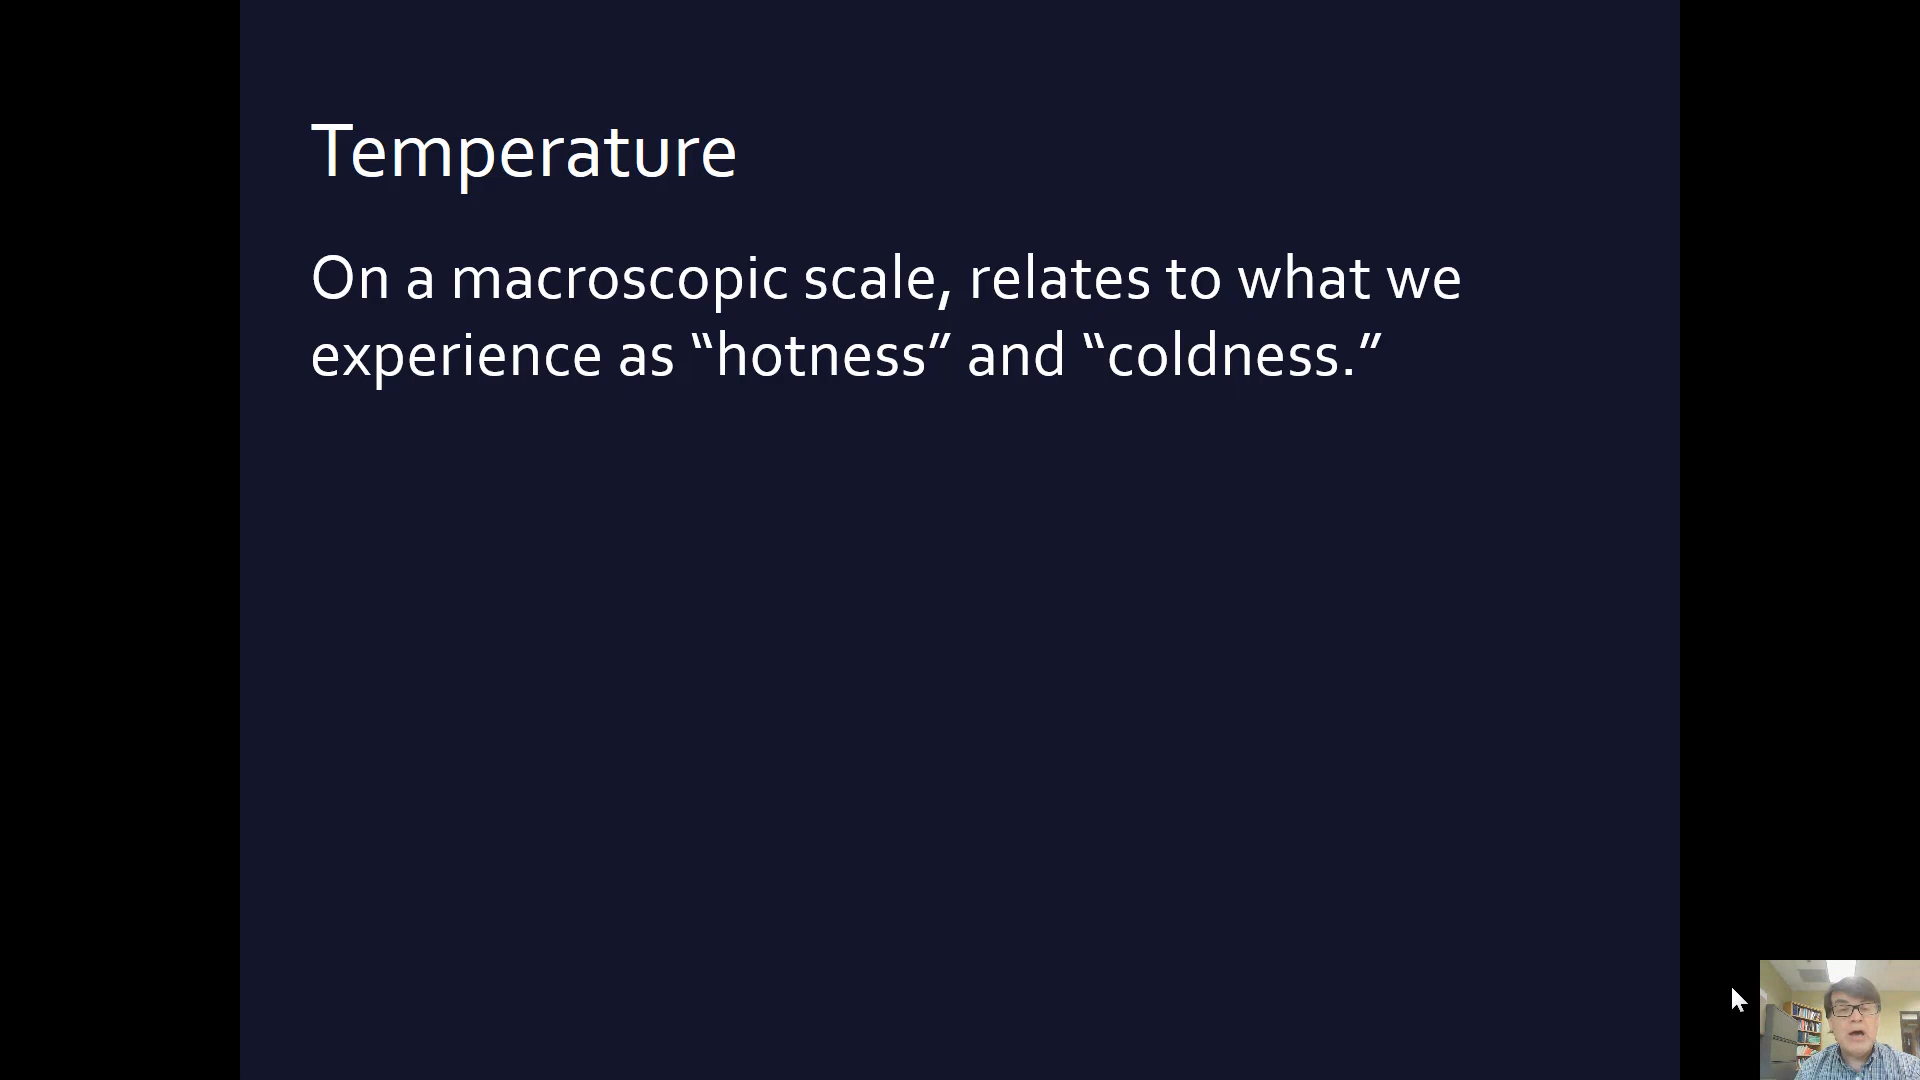 Temperature
On a macroscopic scale, relates to what we
experience as “hotness” and “coldness.”